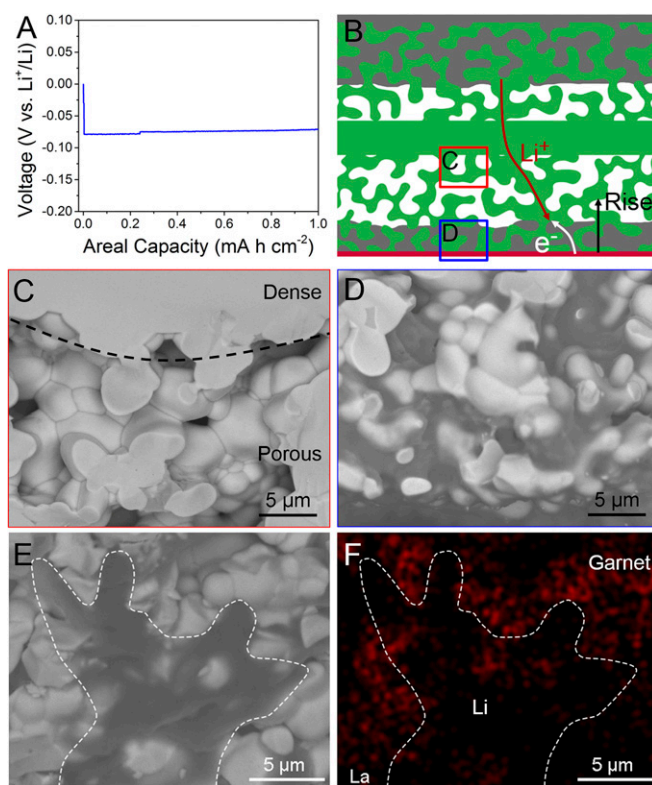 A
0.10
0.05
0.00
-0.05
-0.10
-0.15
-0.20
Voltage (V vs. Li⁺/Li)
0.0 0.2 0.4 0.6 0.8 1.0
Areal Capacity (mA h cm⁻²)
B
Li⁺
C
Rise
D
e⁻
C
Dense
Porous
5 µm
D
5 µm
E
5 µm
F
Garnet
Li
La
5 µm